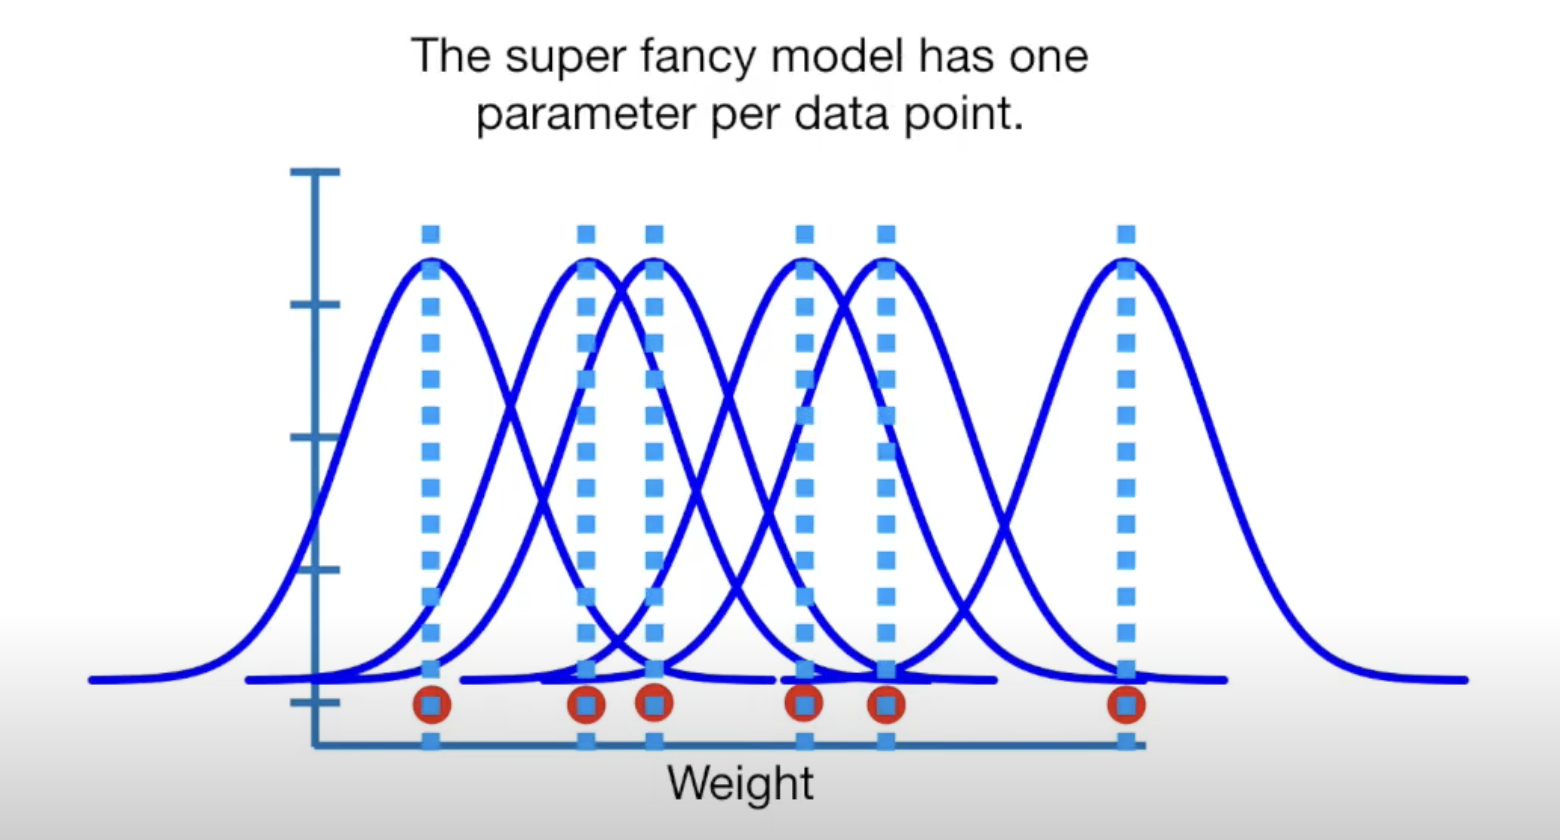 The super fancy model has one
parameter per data point.
Weight